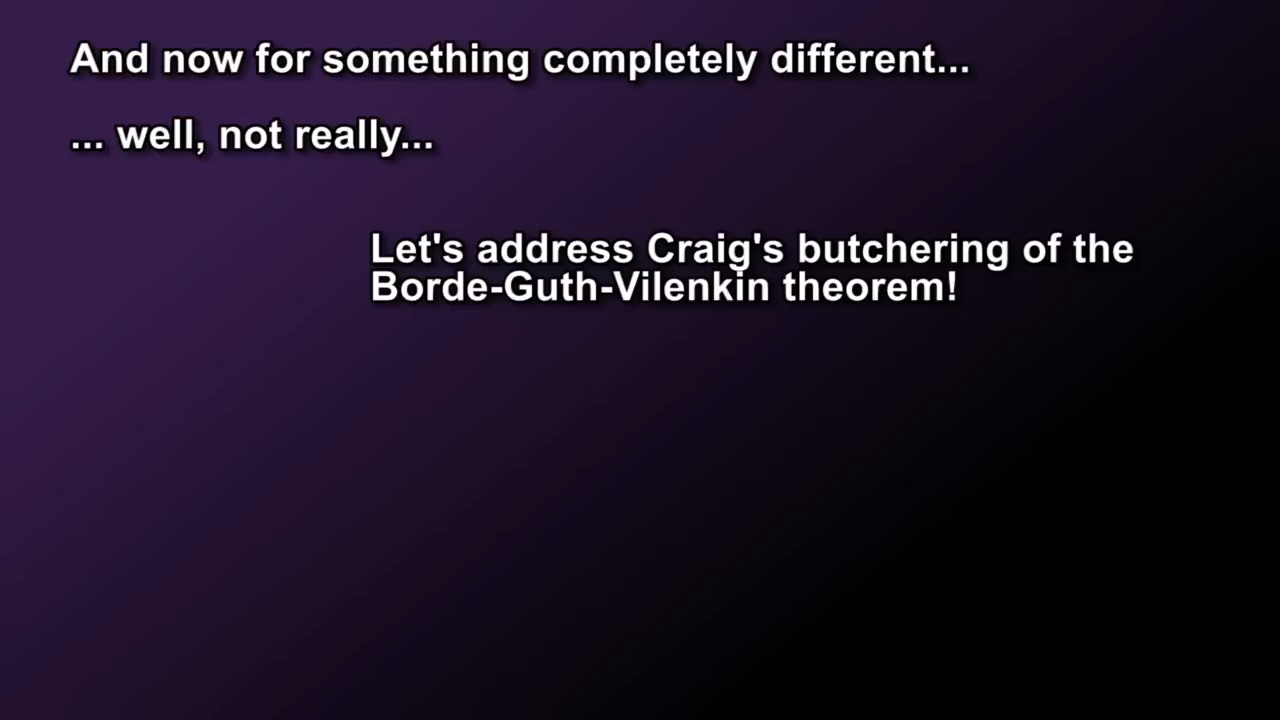 And now for something completely different...
... well, not really...
Let's address Craig's butchering of the
Borde-Guth-Vilenkin theorem!